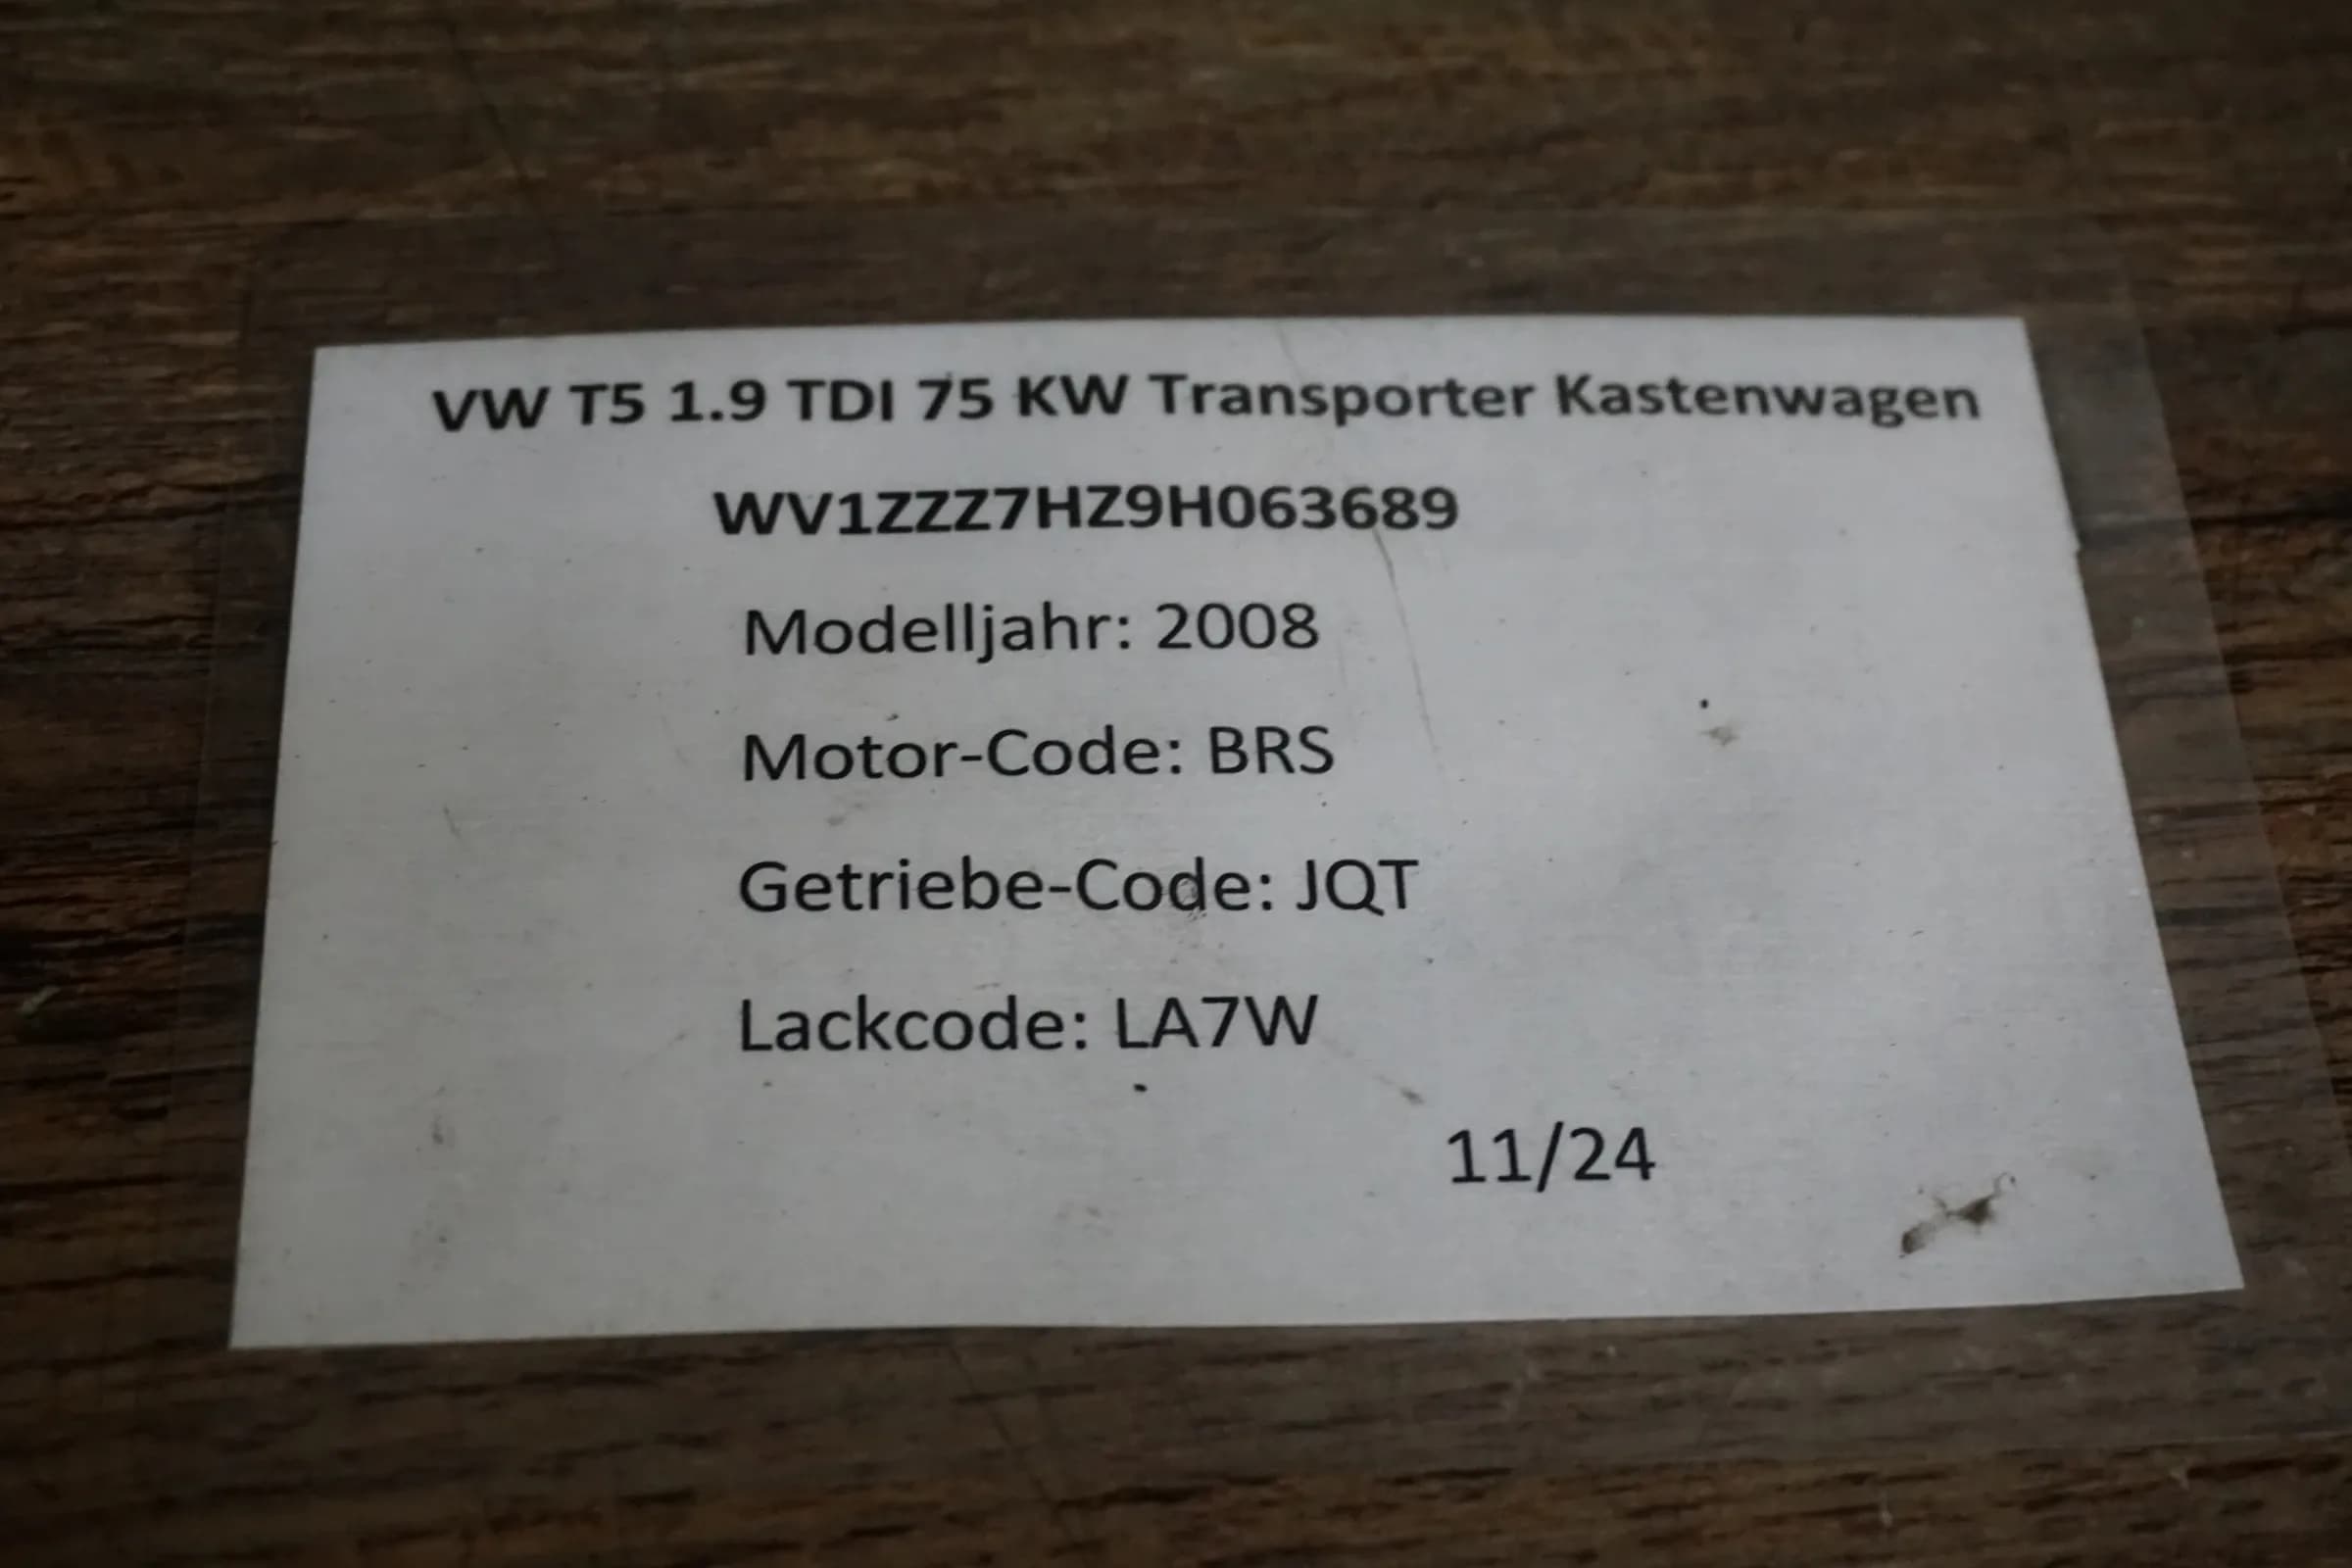 VW T5 1.9 TDI 75 KW Transporter Kastenwagen
WV1ZZZ7HZ9H063689
Modelljahr: 2008
Motor-Code: BRS
Getriebe-Code: JQT
Lackcode: LA7W
11/24